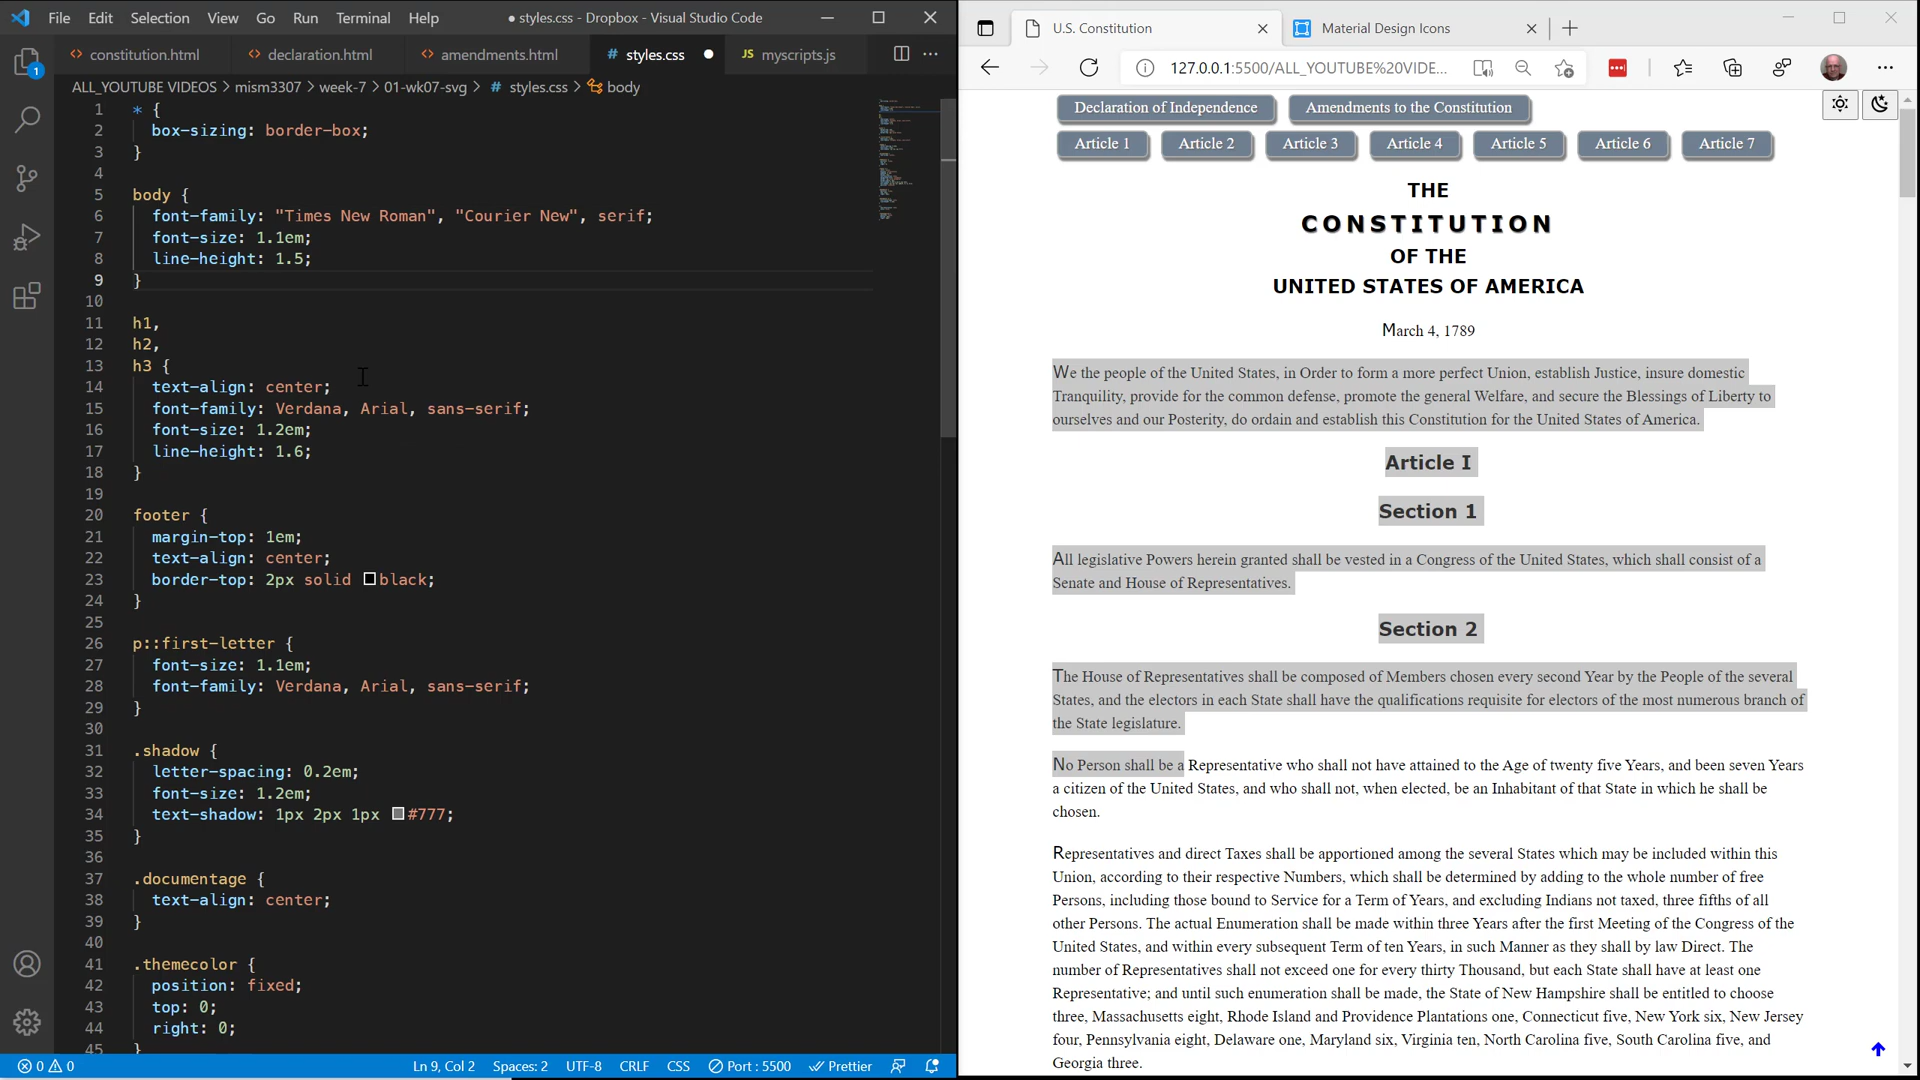 File Edit Selection View Go Run Terminal Help
● styles.css - Dropbox - Visual Studio Code
constitution.html
declaration.html
amendments.html
# styles.css
JS myscripts.js
ALL_YOUTUBE VIDEOS > mism3307 > week-7 > 01-wk07-svg > # styles.css > body
1 * {
2 box-sizing: border-box;
3 }
4
5 body {
6 font-family: "Times New Roman", "Courier New", serif;
7 font-size: 1.1em;
8 line-height: 1.5;
9 }
10
11 h1,
12 h2,
13 h3 {
14 text-align: center;
15 font-family: Verdana, Arial, sans-serif;
16 font-size: 1.2em;
17 line-height: 1.6;
18 }
19
20 footer {
21 margin-top: 1em;
22 text-align: center;
23 border-top: 2px solid black;
24 }
25
26 p::first-letter {
27 font-size: 1.1em;
28 font-family: Verdana, Arial, sans-serif;
29 }
30
31 .shadow {
32 letter-spacing: 0.2em;
33 font-size: 1.2em;
34 text-shadow: 1px 2px 1px #777;
35 }
36
37 .documentage {
38 text-align: center;
39 }
40
41 .themecolor {
42 position: fixed;
43 top: 0;
44 right: 0;
45 }
1
0 0
Ln 9, Col 2 Spaces: 2 UTF-8 CRLF CSS Port : 5500 Prettier
U.S. Constitution
Material Design Icons
127.0.0.1:5500/ALL_YOUTUBE%20VIDE...
Declaration of Independence
Amendments to the Constitution
Article 1
Article 2
Article 3
Article 4
Article 5
Article 6
Article 7
THE
CONSTITUTION
OF THE
UNITED STATES OF AMERICA
March 4, 1789
We the people of the United States, in Order to form a more perfect Union, establish Justice, insure domestic
Tranquility, provide for the common defense, promote the general Welfare, and secure the Blessings of Liberty to
ourselves and our Posterity, do ordain and establish this Constitution for the United States of America.
Article I
Section 1
All legislative Powers herein granted shall be vested in a Congress of the United States, which shall consist of a
Senate and House of Representatives.
Section 2
The House of Representatives shall be composed of Members chosen every second Year by the People of the several
States, and the electors in each State shall have the qualifications requisite for electors of the most numerous branch of
the State legislature.
No Person shall be a Representative who shall not have attained to the Age of twenty five Years, and been seven Years
a citizen of the United States, and who shall not, when elected, be an Inhabitant of that State in which he shall be
chosen.
Representatives and direct Taxes shall be apportioned among the several States which may be included within this
Union, according to their respective Numbers, which shall be determined by adding to the whole number of free
Persons, including those bound to Service for a Term of Years, and excluding Indians not taxed, three fifths of all
other Persons. The actual Enumeration shall be made within three Years after the first Meeting of the Congress of the
United States, and within every subsequent Term of ten Years, in such Manner as they shall by law Direct. The
number of Representatives shall not exceed one for every thirty Thousand, but each State shall have at least one
Representative; and until such enumeration shall be made, the State of New Hampshire shall be entitled to choose
three, Massachusetts eight, Rhode Island and Providence Plantations one, Connecticut five, New York six, New Jersey
four, Pennsylvania eight, Delaware one, Maryland six, Virginia ten, North Carolina five, South Carolina five, and
Georgia three.